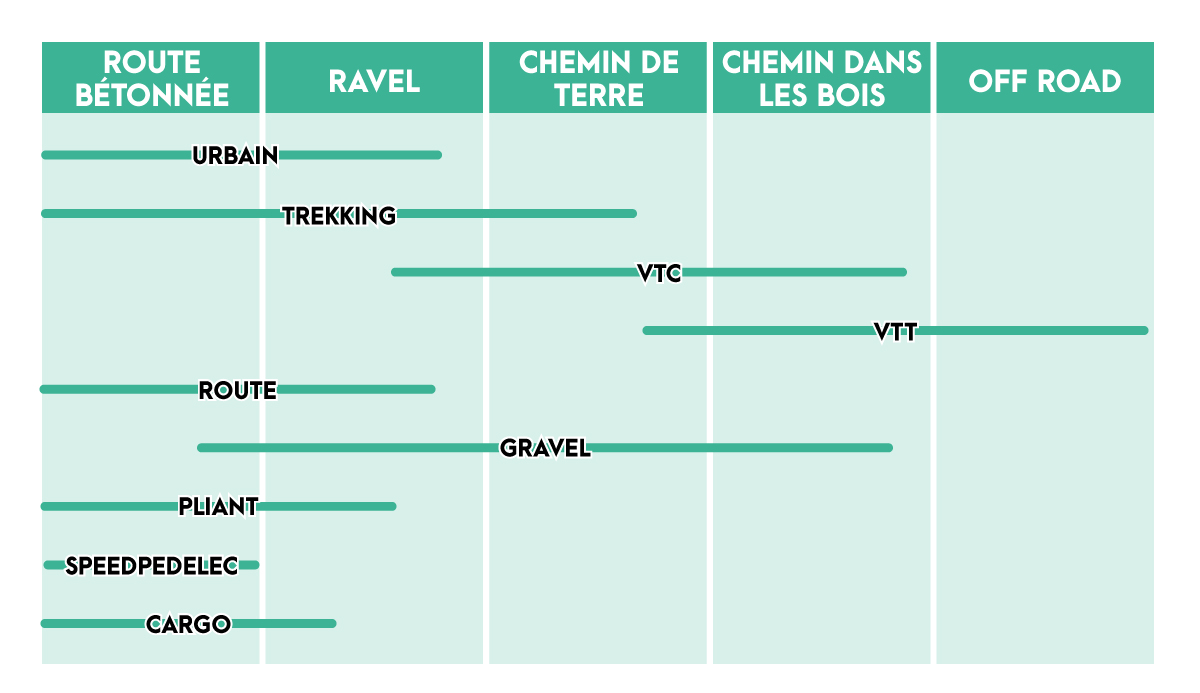 ROUTE
BÉTONNÉE
RAVEL
CHEMIN DE
TERRE
CHEMIN DANS
LES BOIS
OFF ROAD
URBAIN
TREKKING
VTC
VTT
ROUTE
GRAVEL
PLIANT
SPEEDPEDELEC
CARGO